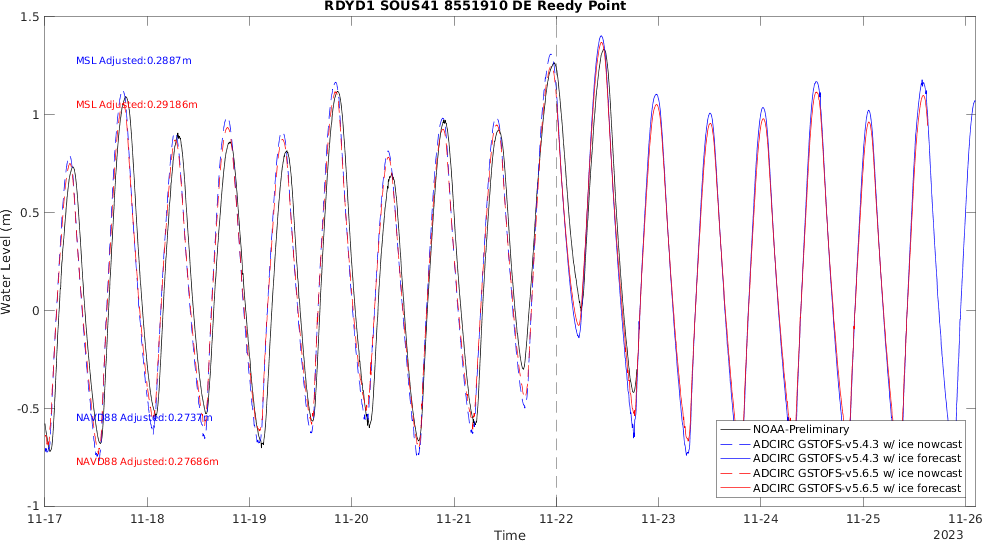 RDYD1 SOUS41 8551910 DE Reedy Point
1.5
1
0.5
0
-0.5
-1
Water Level (m)
MSL Adjusted:0.2887m
MSL Adjusted:0.29186m
NAVD88 Adjusted:0.2737m
NAVD88 Adjusted:0.27686m
NOAA-Preliminary
ADCIRC GSTOFS-v5.4.3 w/ ice nowcast
ADCIRC GSTOFS-v5.4.3 w/ ice forecast
ADCIRC GSTOFS-v5.6.5 w/ ice nowcast
ADCIRC GSTOFS-v5.6.5 w/ ice forecast
11-17 11-18 11-19 11-20 11-21 11-22 11-23 11-24 11-25 11-26
Time
2023